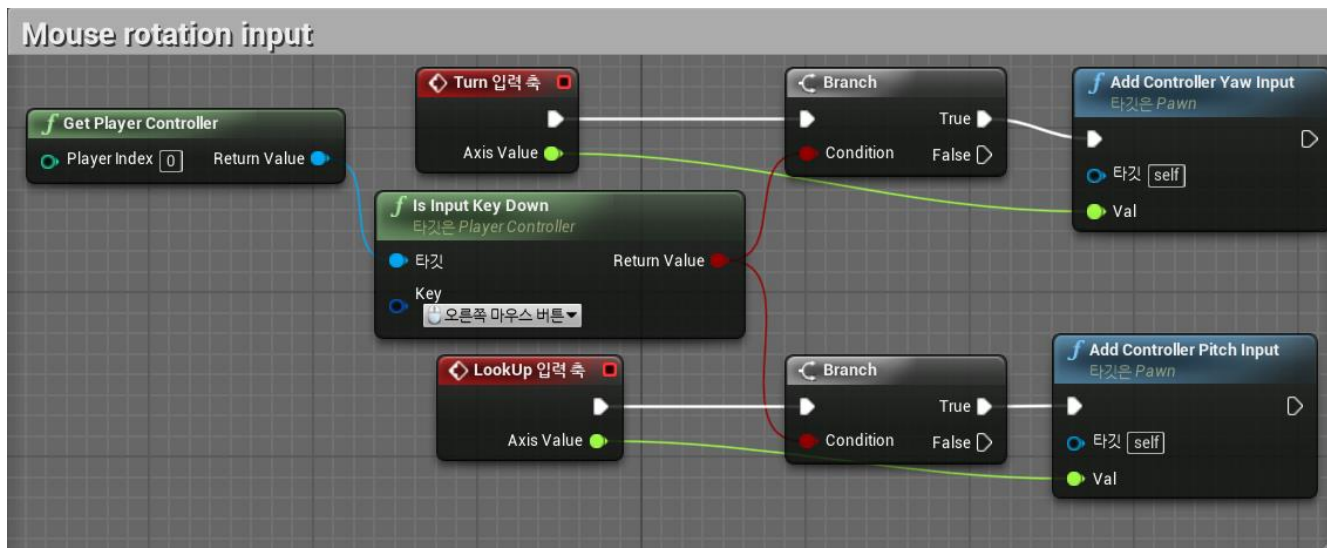 Mouse rotation input
Get Player Controller
Player Index 0 Return Value
Turn 입력 축
Axis Value
Branch
True
Condition False
Add Controller Yaw Input
타깃은 Pawn
타깃 self
Val
Is Input Key Down
타깃은 Player Controller
타깃 Return Value
Key
오른쪽 마우스 버튼
LookUp 입력 축
Axis Value
Branch
True
Condition False
Add Controller Pitch Input
타깃은 Pawn
타깃 self
Val